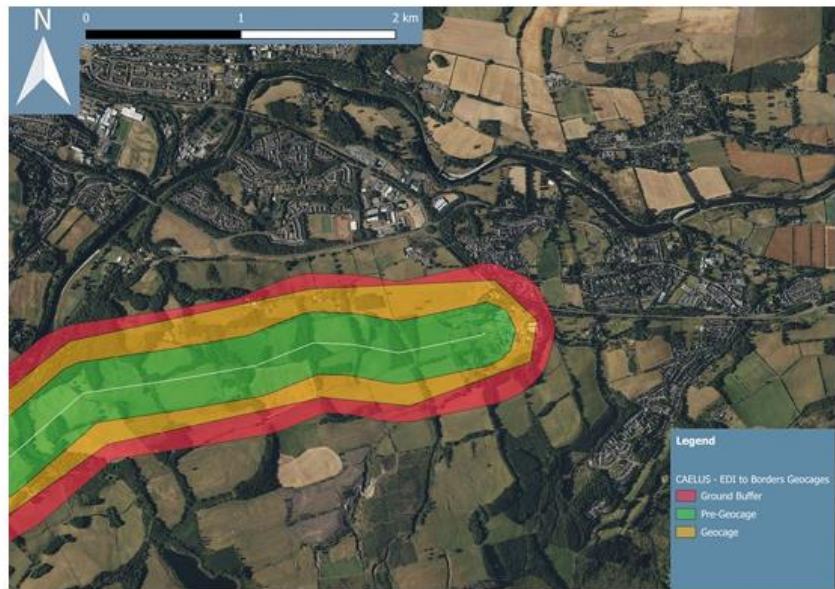 N
0 1 2 km
Legend
CAELUS - EDI to Borders Geocages
Ground Buffer
Pre-Geocage
Geocage